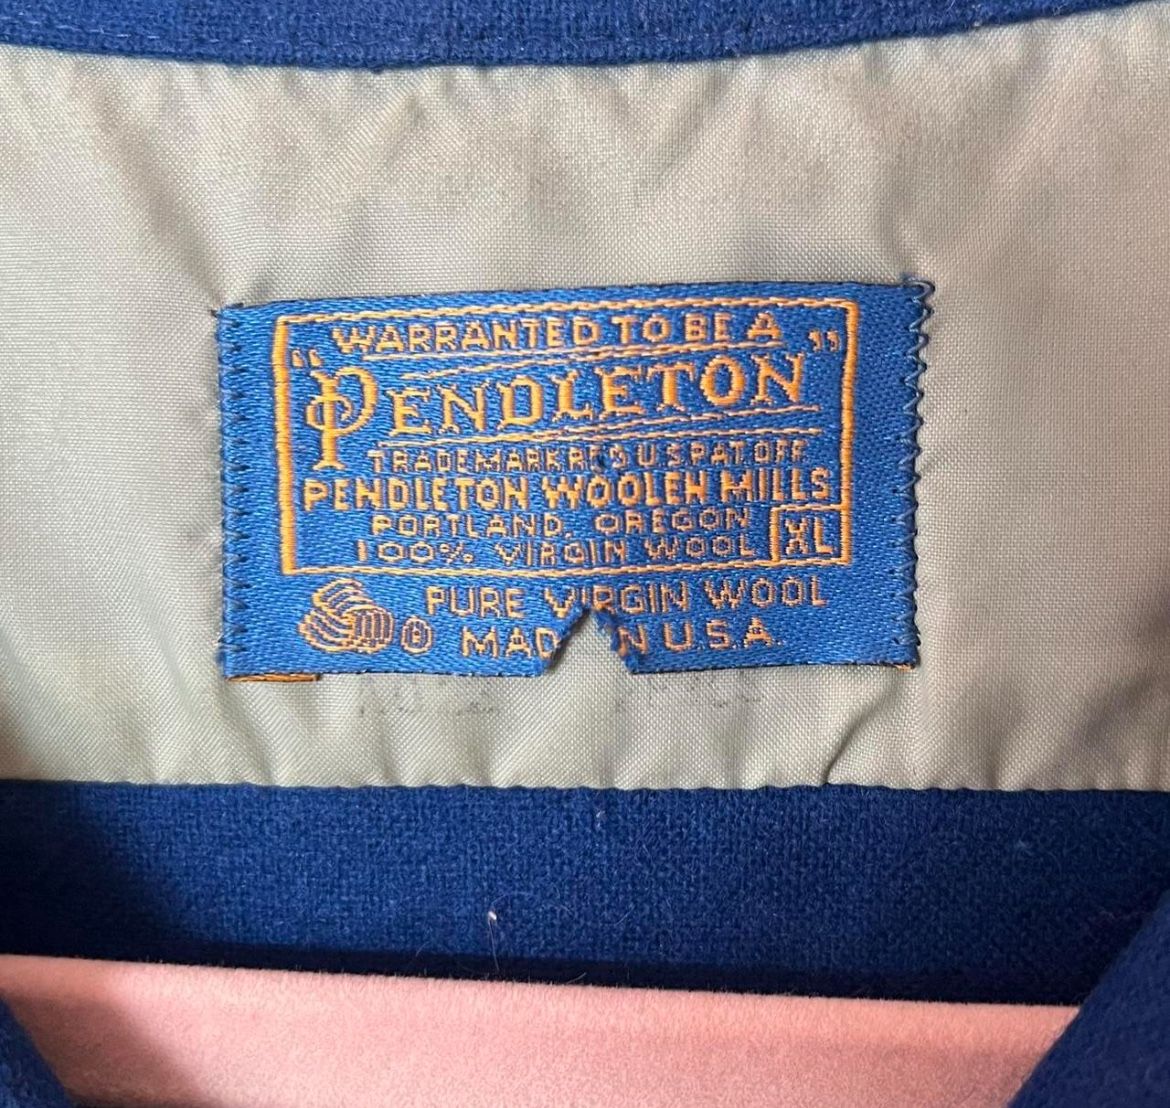 WARRANTED TO BE A
"PENDLETON"
TRADEMARK REG U.S.PAT.OFF.
PENDLETON WOOLEN MILLS
PORTLAND, OREGON
100% VIRGIN WOOL XL
PURE VIRGIN WOOL
U.S.A.